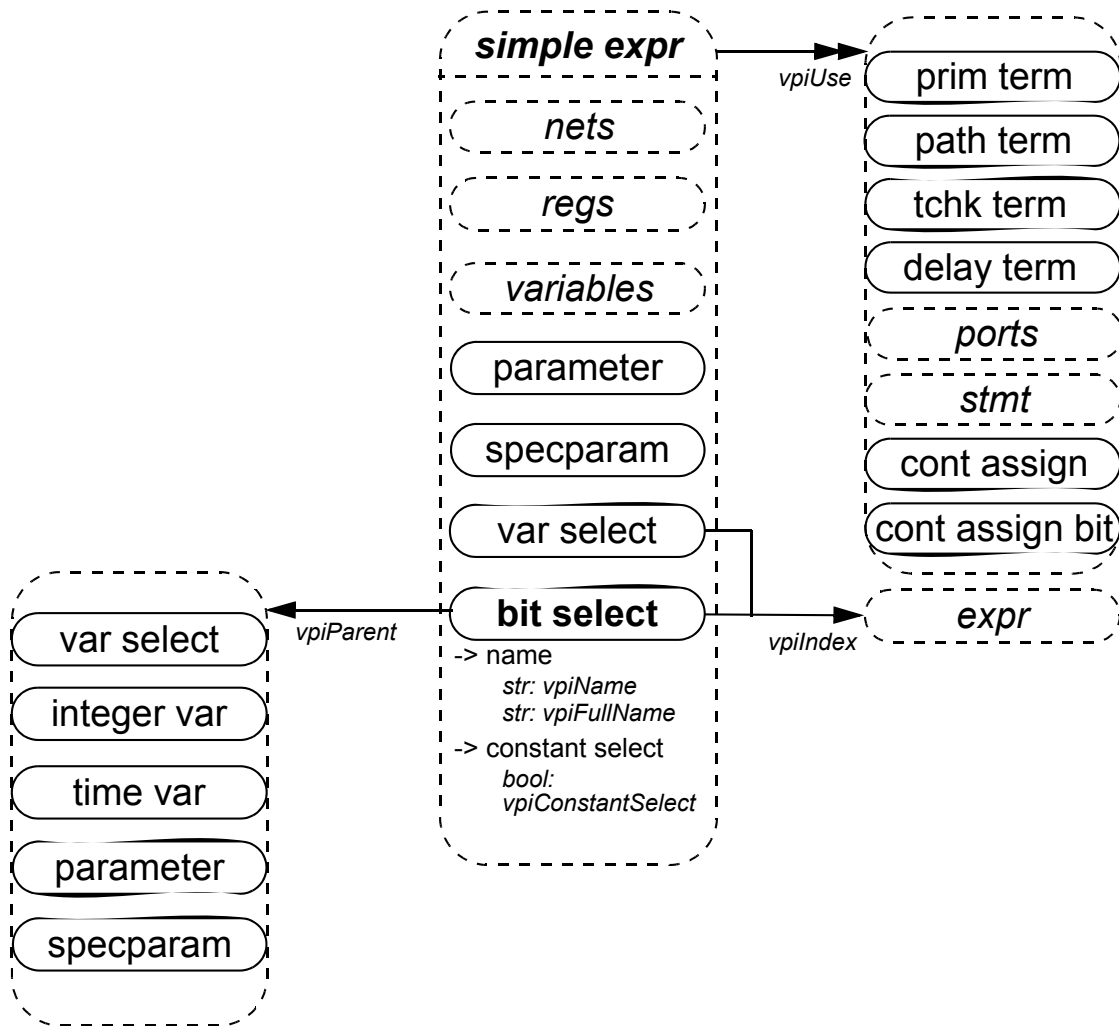 simple expr
nets
regs
variables
parameter
specparam
var select
bit select
-> name
str: vpiName
str: vpiFullName
-> constant select
bool:
vpiConstantSelect
vpiUse
prim term
path term
tchk term
delay term
ports
stmt
cont assign
cont assign bit
vpiIndex
expr
vpiParent
var select
integer var
time var
parameter
specparam